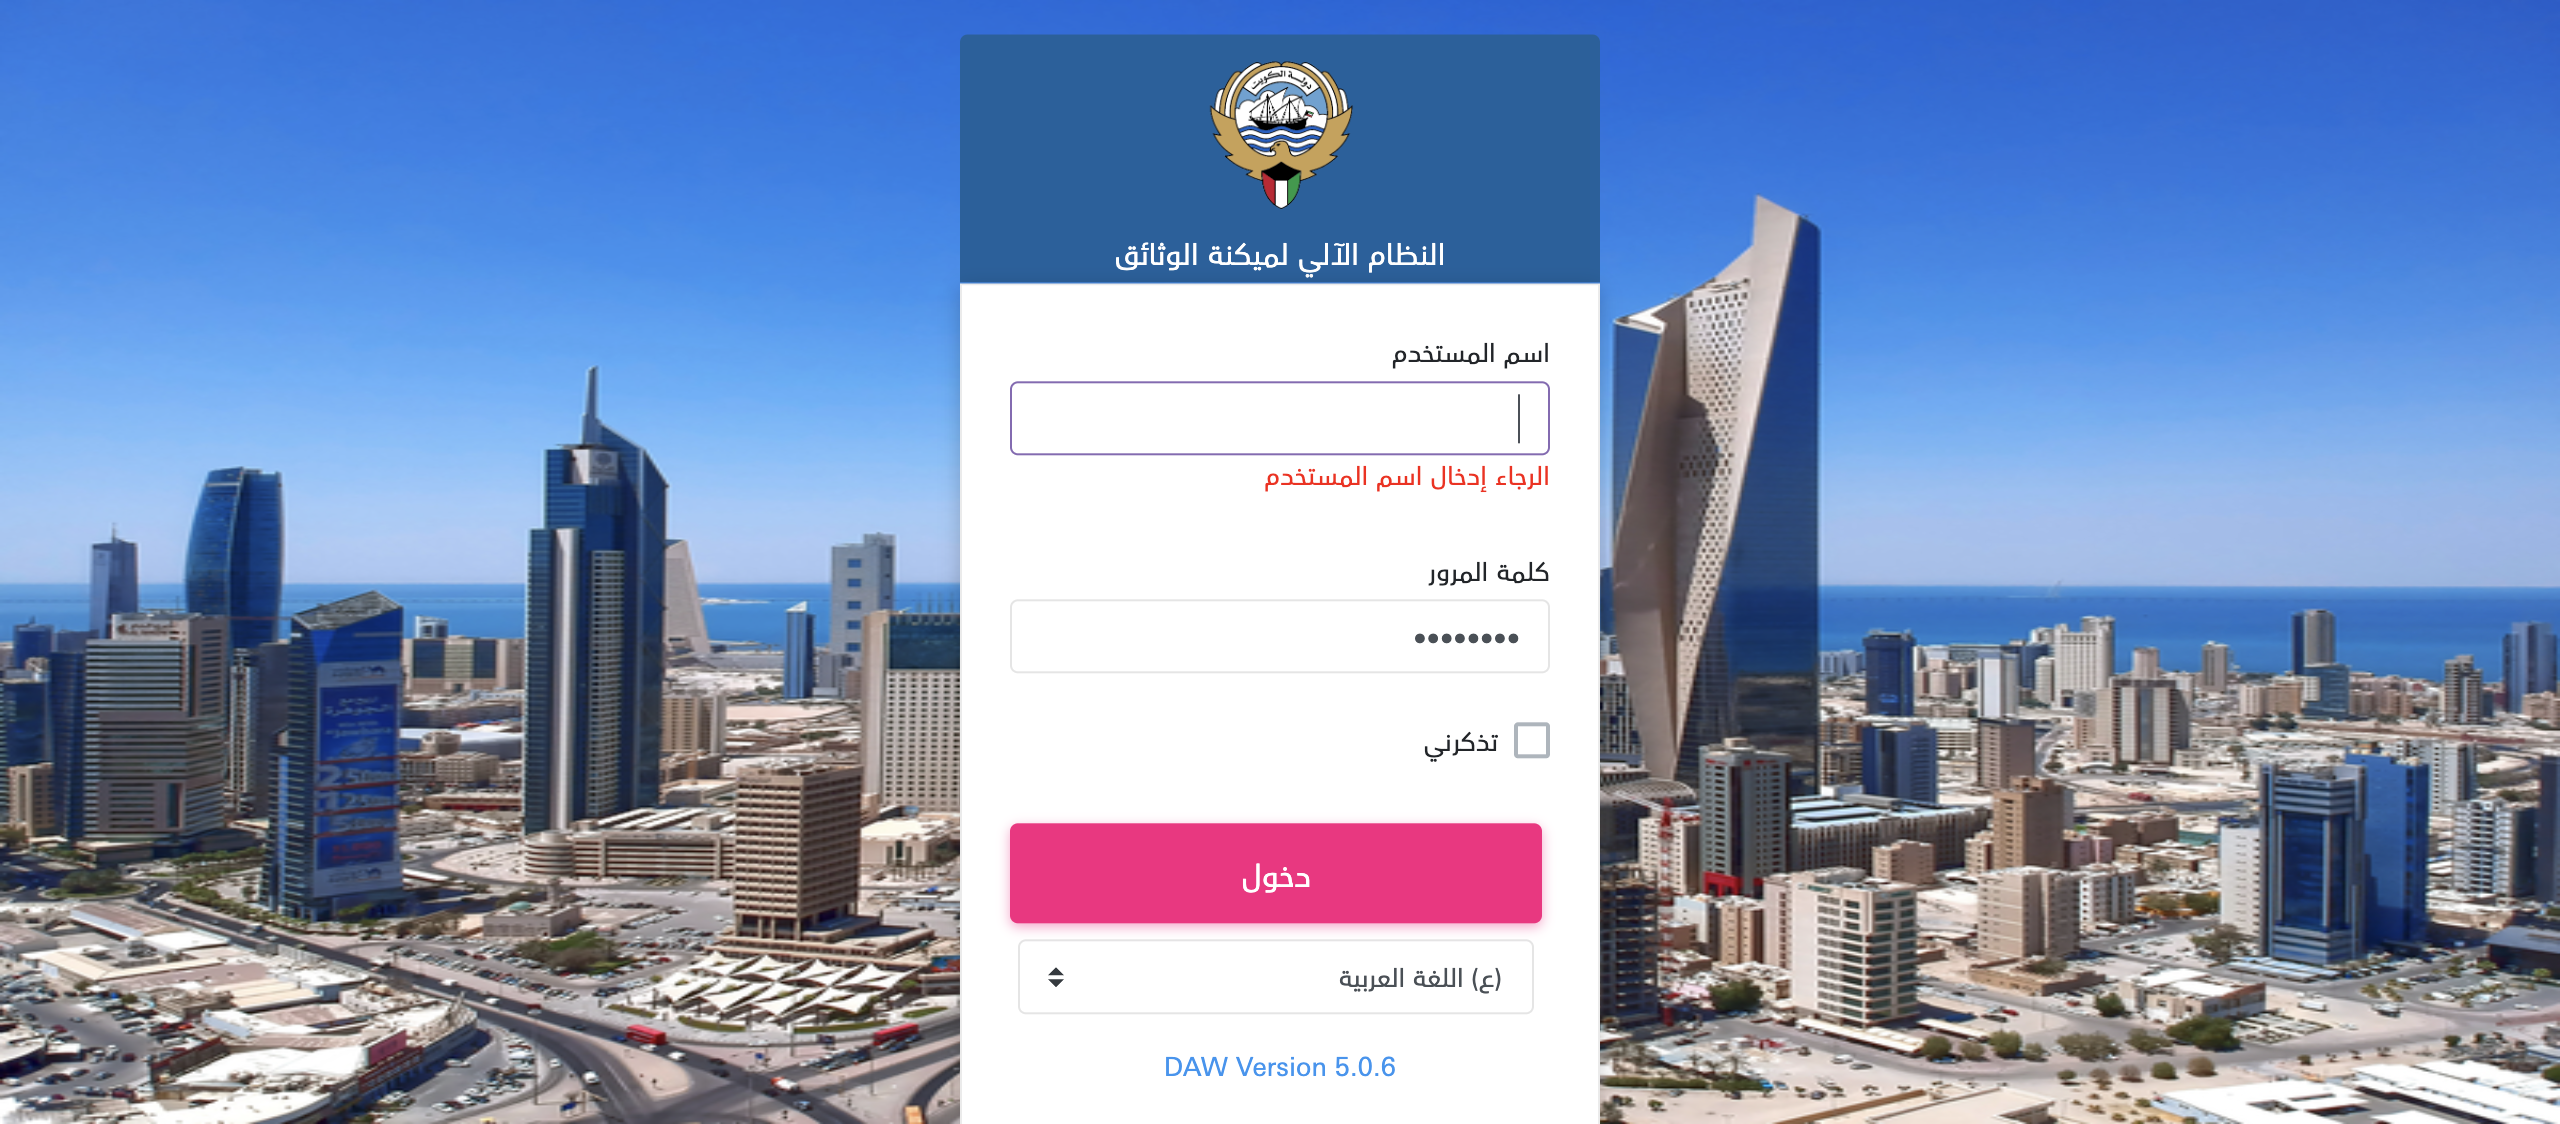 دولة الكويت
النظام الآلي لميكنة الوثائق
اسم المستخدم
الرجاء إدخال اسم المستخدم
كلمة المرور
••••••••
تذكرني
دخول
(ع) اللغة العربية
DAW Version 5.0.6